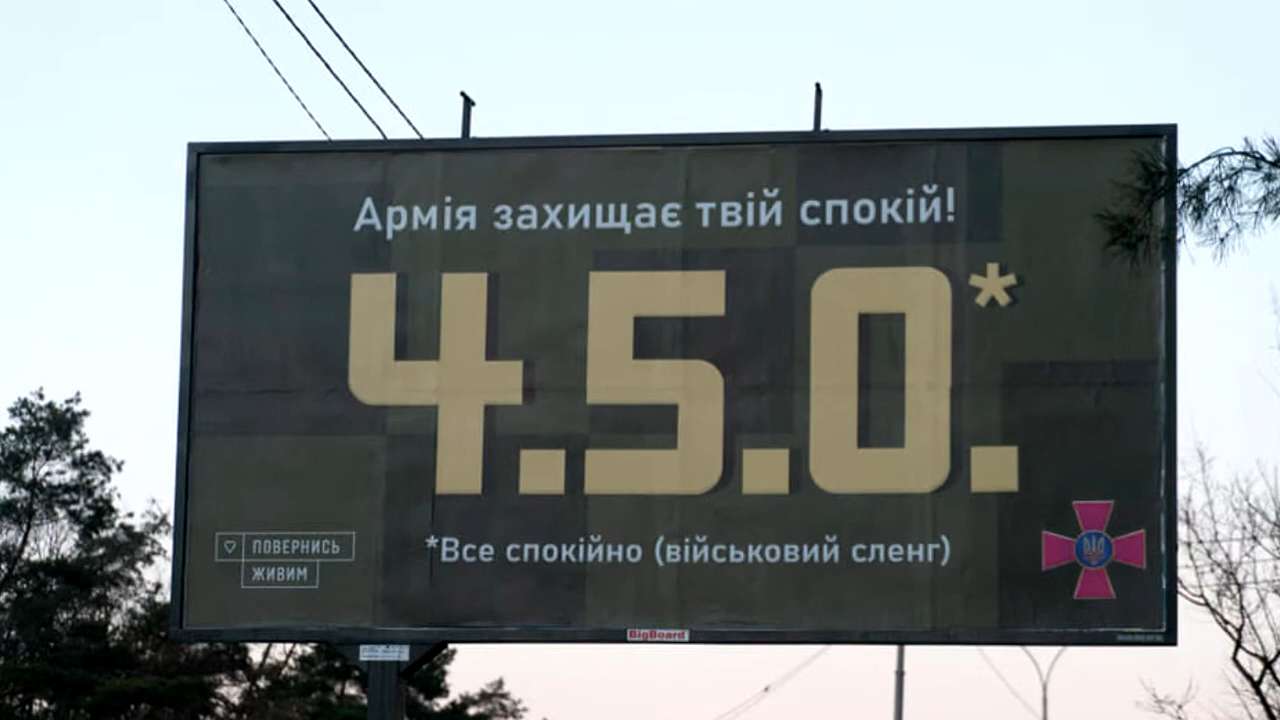 Армія захищає твій спокій!
4.5.0.*
*Все спокійно (військовий сленг)
ПОВЕРНИСЬ
ЖИВИМ
BigBoard